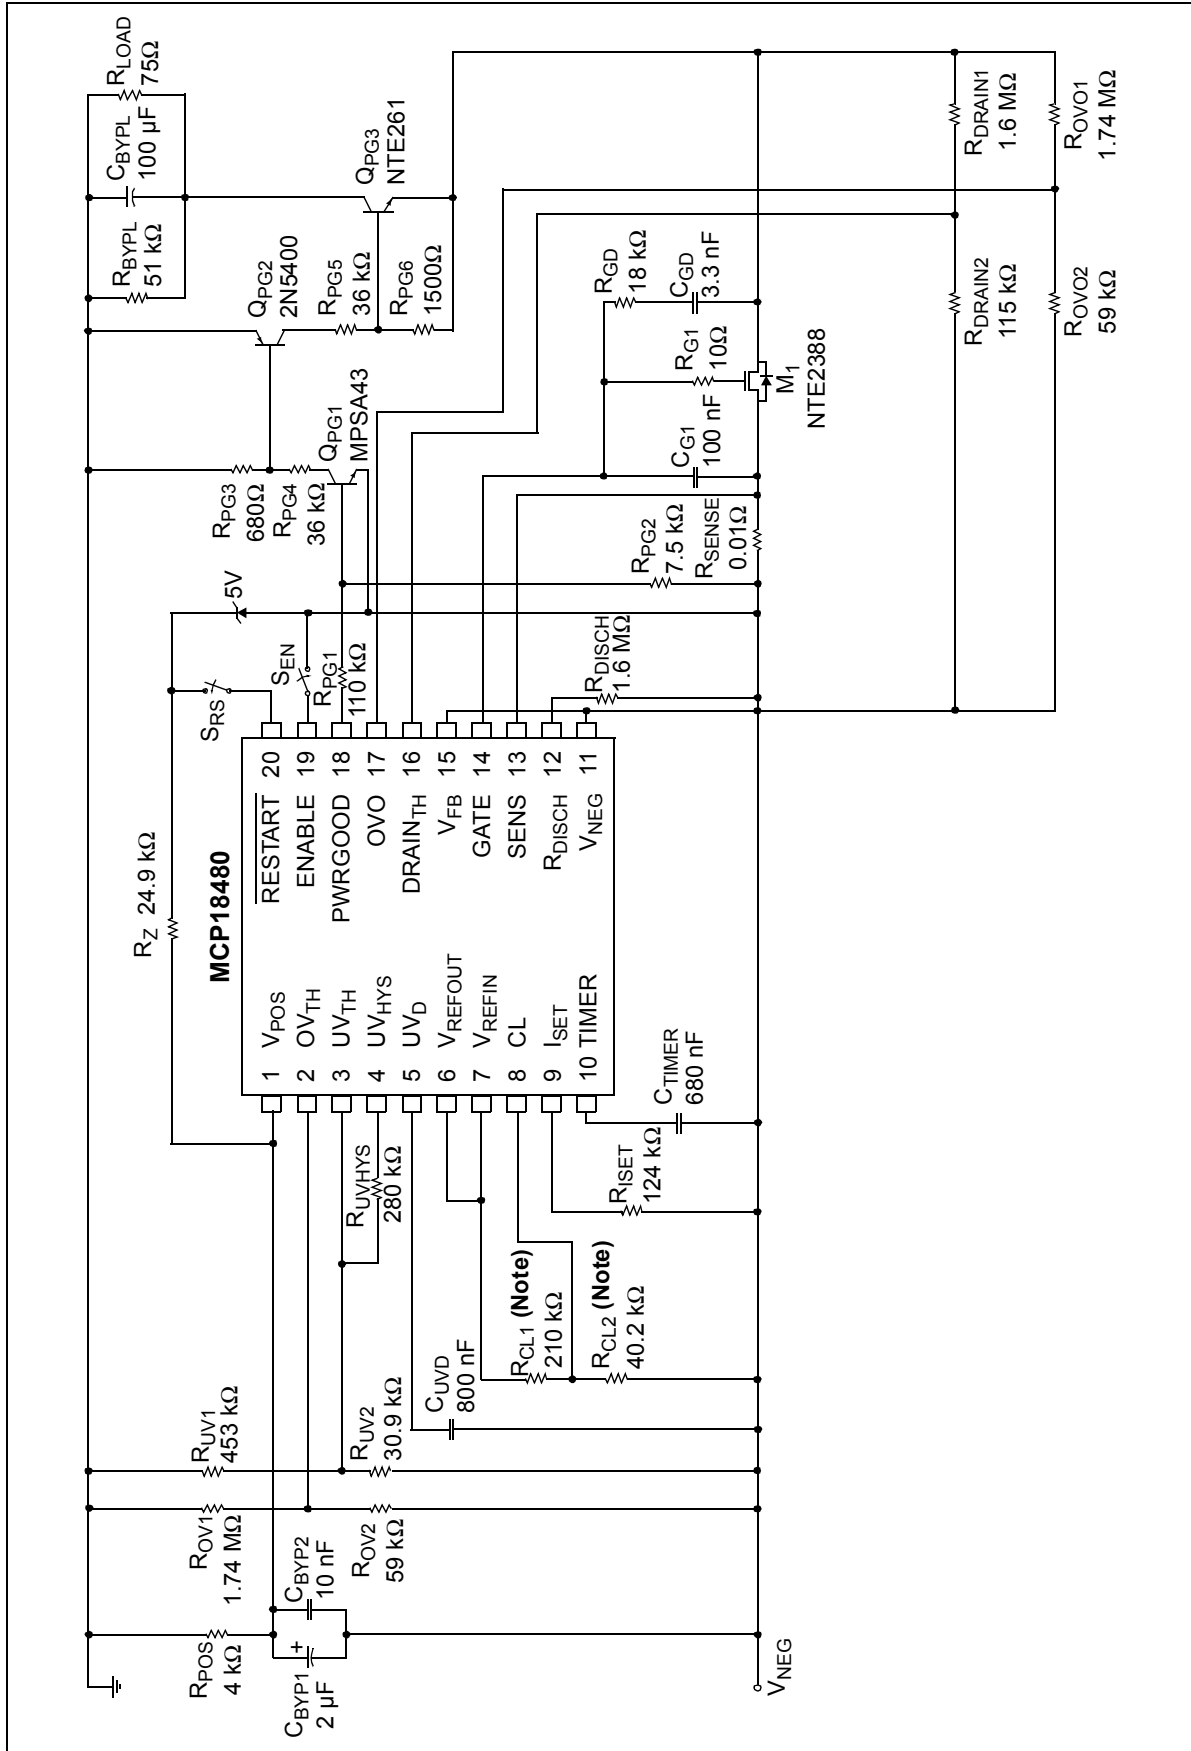 RPOS
4 kΩ
CBYP1
2 µF
+
CBYP2
10 nF
ROV1
1.74 MΩ
ROV2
59 kΩ
RUV1
453 kΩ
RUV2
30.9 kΩ
CUVD
800 nF
RCL1 (Note)
210 kΩ
RCL2 (Note)
40.2 kΩ
RUVHYS
280 kΩ
RISET
124 kΩ
CTIMER
680 nF
VNEG
RZ 24.9 kΩ
MCP18480
1 VPOS
2 OVTH
3 UVTH
4 UVHYS
5 UVD
6 VREFOUT
7 VREFIN
8 CL
9 ISET
10 TIMER
RESTART 20
ENABLE 19
PWRGOOD 18
OVO 17
DRAINTH 16
VFB 15
GATE 14
SENS 13
RDISCH 12
VNEG 11
SRS
SEN
5V
RPG1
110 kΩ
RDISCH
1.6 MΩ
RPG2
7.5 kΩ
RSENSE
0.01Ω
RPG3
680Ω
RPG4
36 kΩ
QPG1
MPSA43
CG1
100 nF
RG1
10Ω
M1
NTE2388
RGD
18 kΩ
CGD
3.3 nF
RBYPL
51 kΩ
QPG2
2N5400
RPG5
36 kΩ
RPG6
1500Ω
CBYPL
100 µF
QPG3
NTE261
RLOAD
75Ω
RDRAIN2
115 kΩ
ROVO2
59 kΩ
RDRAIN1
1.6 MΩ
ROVO1
1.74 MΩ